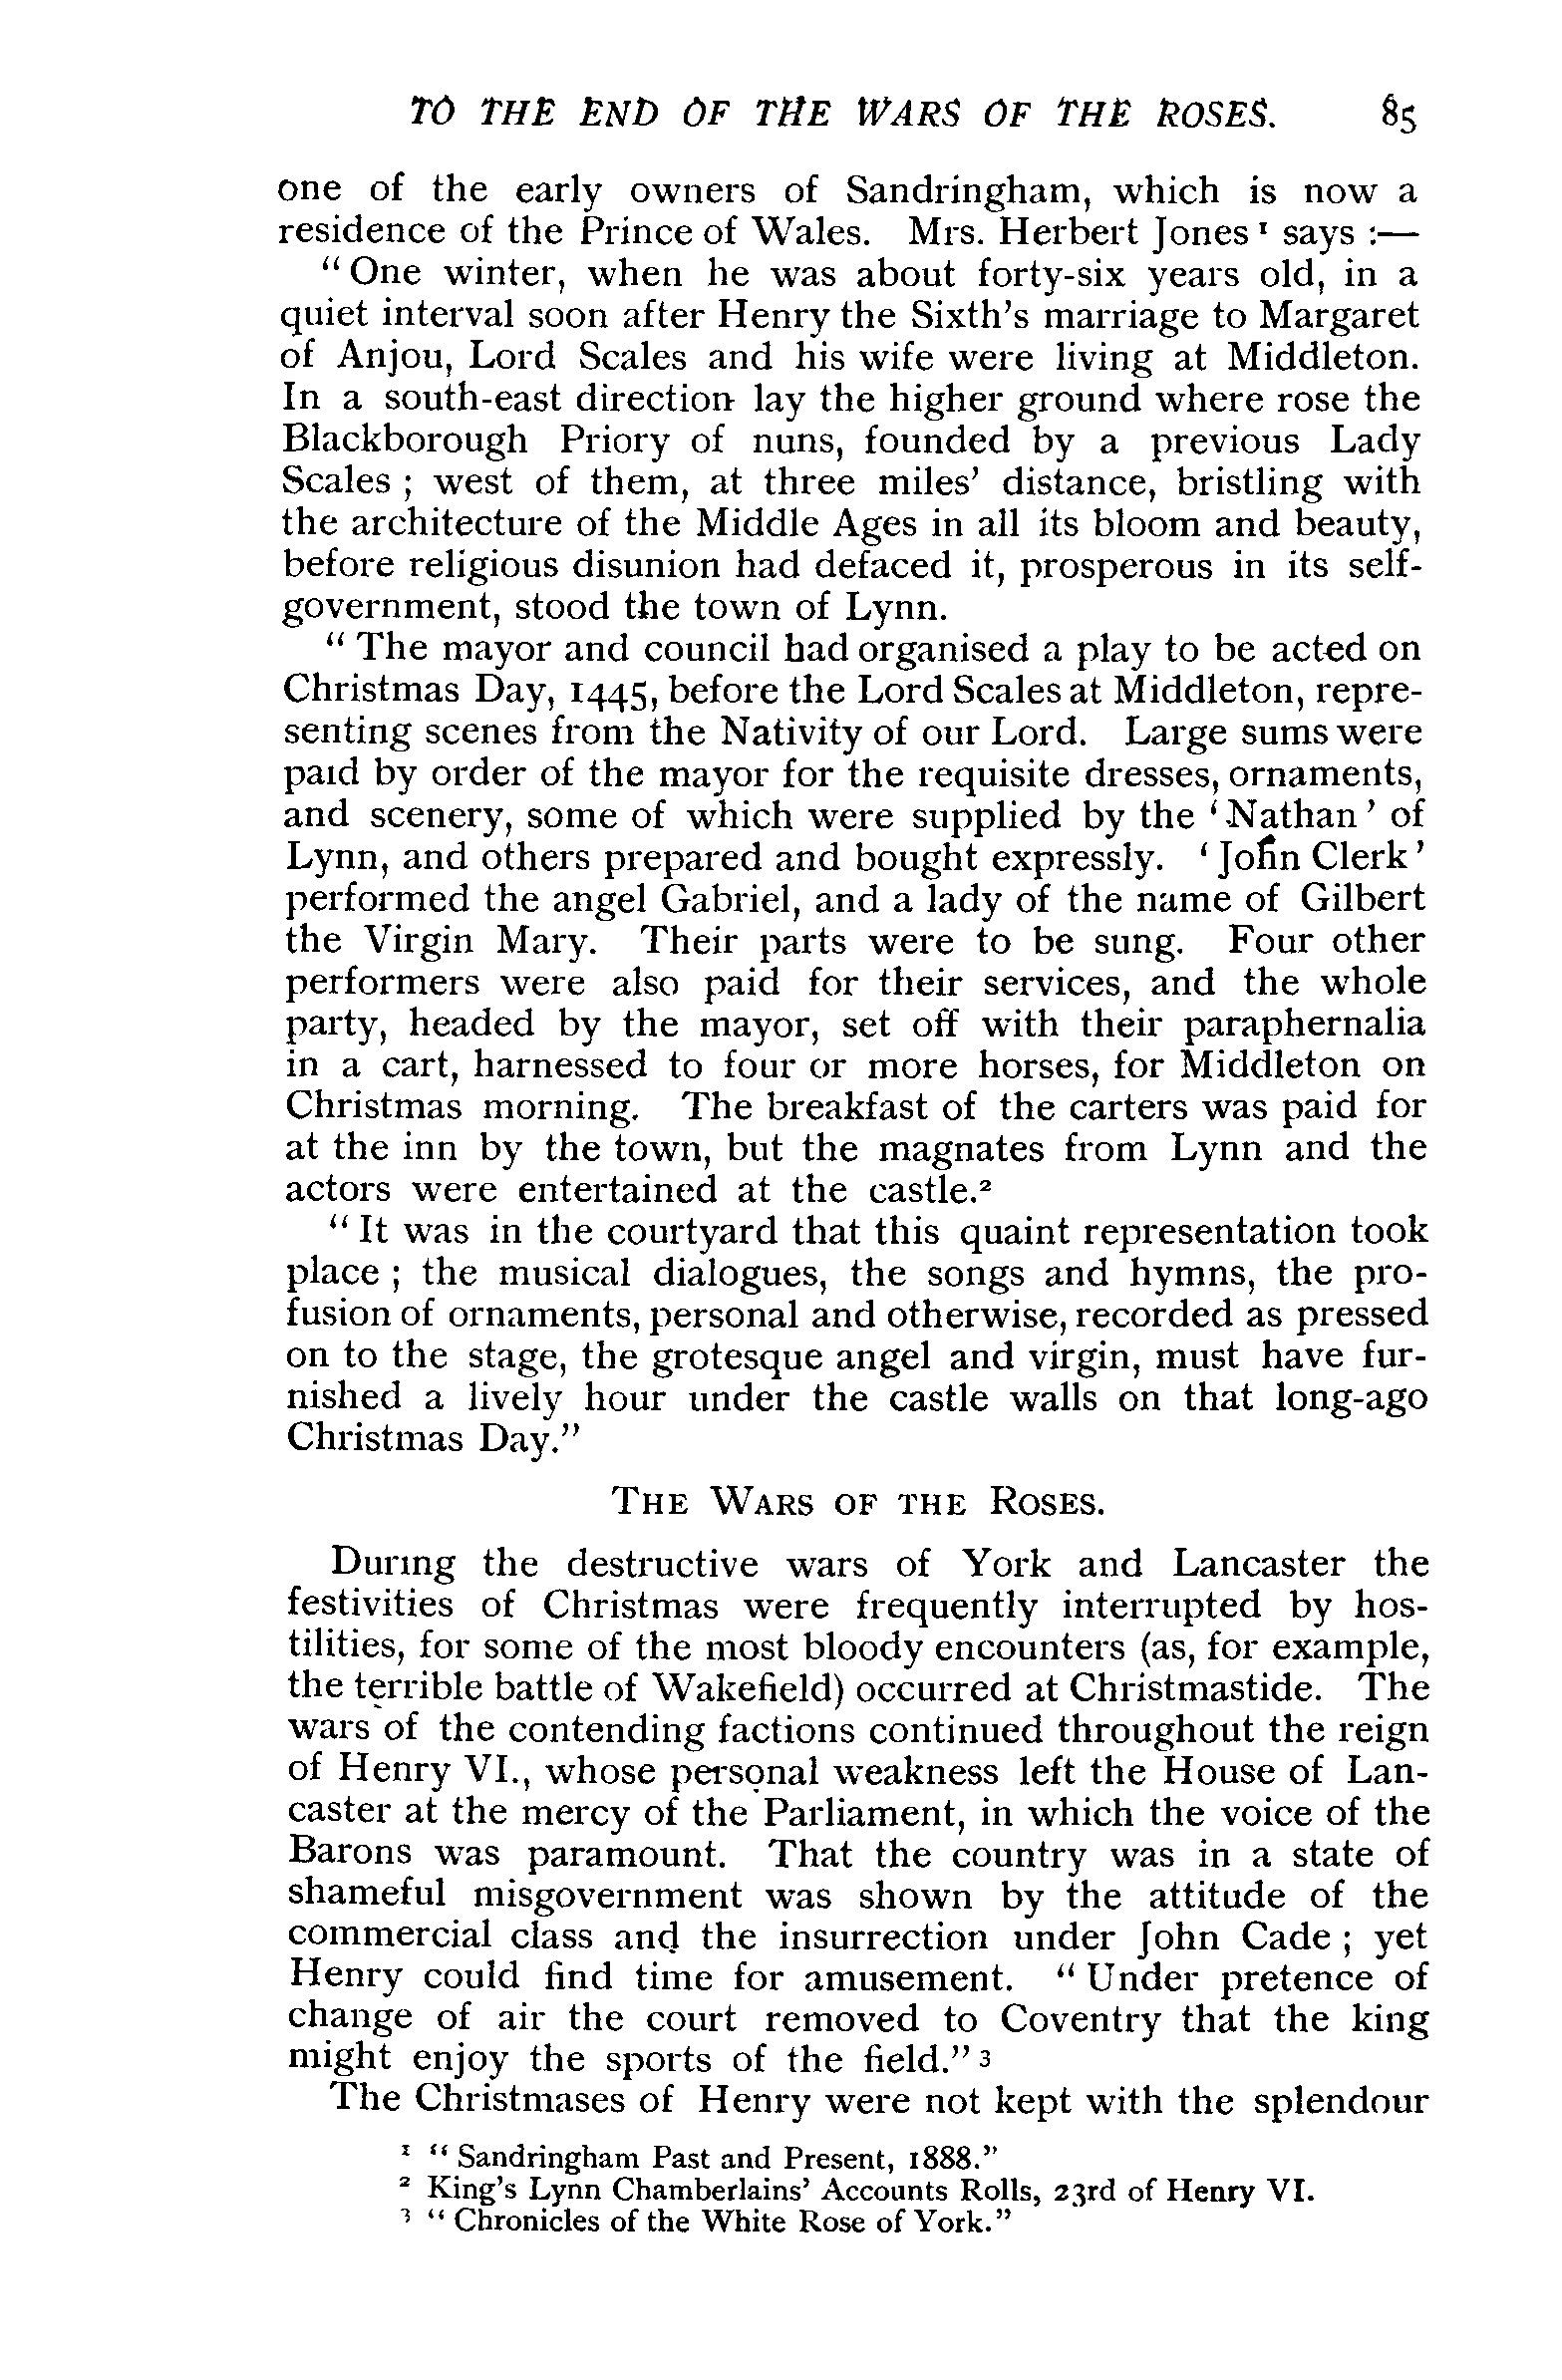 TO THE END OF THE WARS OF THE ROSES. 85
one of the early owners of Sandringham, which is now a
residence of the Prince of Wales. Mrs. Herbert Jones ¹ says :—
“ One winter, when he was about forty-six years old, in a
quiet interval soon after Henry the Sixth’s marriage to Margaret
of Anjou, Lord Scales and his wife were living at Middleton.
In a south-east direction lay the higher ground where rose the
Blackborough Priory of nuns, founded by a previous Lady
Scales ; west of them, at three miles’ distance, bristling with
the architecture of the Middle Ages in all its bloom and beauty,
before religious disunion had defaced it, prosperous in its self-
government, stood the town of Lynn.
“ The mayor and council had organised a play to be acted on
Christmas Day, 1445, before the Lord Scales at Middleton, repre-
senting scenes from the Nativity of our Lord. Large sums were
paid by order of the mayor for the requisite dresses, ornaments,
and scenery, some of which were supplied by the ‘ Nathan ’ of
Lynn, and others prepared and bought expressly. ‘ John Clerk ’
performed the angel Gabriel, and a lady of the name of Gilbert
the Virgin Mary. Their parts were to be sung. Four other
performers were also paid for their services, and the whole
party, headed by the mayor, set off with their paraphernalia
in a cart, harnessed to four or more horses, for Middleton on
Christmas morning. The breakfast of the carters was paid for
at the inn by the town, but the magnates from Lynn and the
actors were entertained at the castle.²
“ It was in the courtyard that this quaint representation took
place ; the musical dialogues, the songs and hymns, the pro-
fusion of ornaments, personal and otherwise, recorded as pressed
on to the stage, the grotesque angel and virgin, must have fur-
nished a lively hour under the castle walls on that long-ago
Christmas Day.”
THE WARS OF THE ROSES.
During the destructive wars of York and Lancaster the
festivities of Christmas were frequently interrupted by hos-
tilities, for some of the most bloody encounters (as, for example,
the terrible battle of Wakefield) occurred at Christmastide. The
wars of the contending factions continued throughout the reign
of Henry VI., whose personal weakness left the House of Lan-
caster at the mercy of the Parliament, in which the voice of the
Barons was paramount. That the country was in a state of
shameful misgovernment was shown by the attitude of the
commercial class and the insurrection under John Cade ; yet
Henry could find time for amusement. “ Under pretence of
change of air the court removed to Coventry that the king
might enjoy the sports of the field.” ³
The Christmases of Henry were not kept with the splendour
¹ “ Sandringham Past and Present, 1888.”
² King’s Lynn Chamberlains’ Accounts Rolls, 23rd of Henry VI.
³ “ Chronicles of the White Rose of York.”